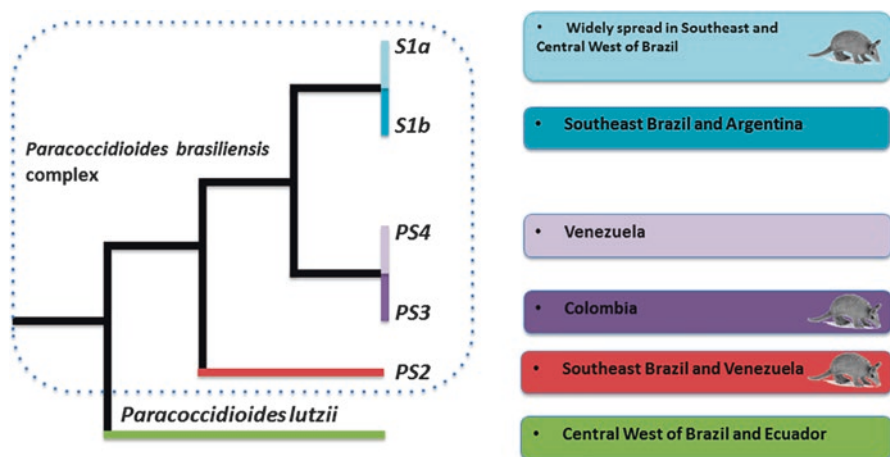 S1a
S1b
Paracoccidioides brasiliensis
complex
PS4
PS3
PS2
Paracoccidioides lutzii
• Widely spread in Southeast and
Central West of Brazil
• Southeast Brazil and Argentina
• Venezuela
• Colombia
• Southeast Brazil and Venezuela
• Central West of Brazil and Ecuador